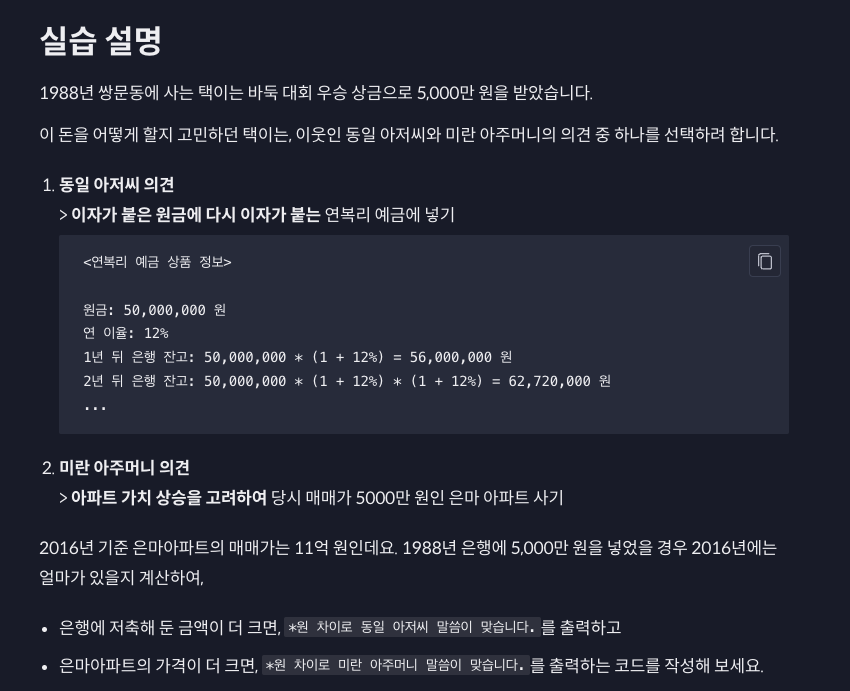 실습 설명
1988년 쌍문동에 사는 택이는 바둑 대회 우승 상금으로 5,000만 원을 받았습니다.
이 돈을 어떻게 할지 고민하던 택이는, 이웃인 동일 아저씨와 미란 아주머니의 의견 중 하나를 선택하려 합니다.
1. 동일 아저씨 의견
> 이자가 붙은 원금에 다시 이자가 붙는 연복리 예금에 넣기
<연복리 예금 상품 정보>
원금: 50,000,000 원
연 이율: 12%
1년 뒤 은행 잔고: 50,000,000 * (1 + 12%) = 56,000,000 원
2년 뒤 은행 잔고: 50,000,000 * (1 + 12%) * (1 + 12%) = 62,720,000 원
...
2. 미란 아주머니 의견
> 아파트 가치 상승을 고려하여 당시 매매가 5000만 원인 은마 아파트 사기
2016년 기준 은마아파트의 매매가는 11억 원인데요. 1988년 은행에 5,000만 원을 넣었을 경우 2016년에는
얼마가 있을지 계산하여,
• 은행에 저축해 둔 금액이 더 크면, *원 차이로 동일 아저씨 말씀이 맞습니다. 를 출력하고
• 은마아파트의 가격이 더 크면, *원 차이로 미란 아주머니 말씀이 맞습니다. 를 출력하는 코드를 작성해 보세요.